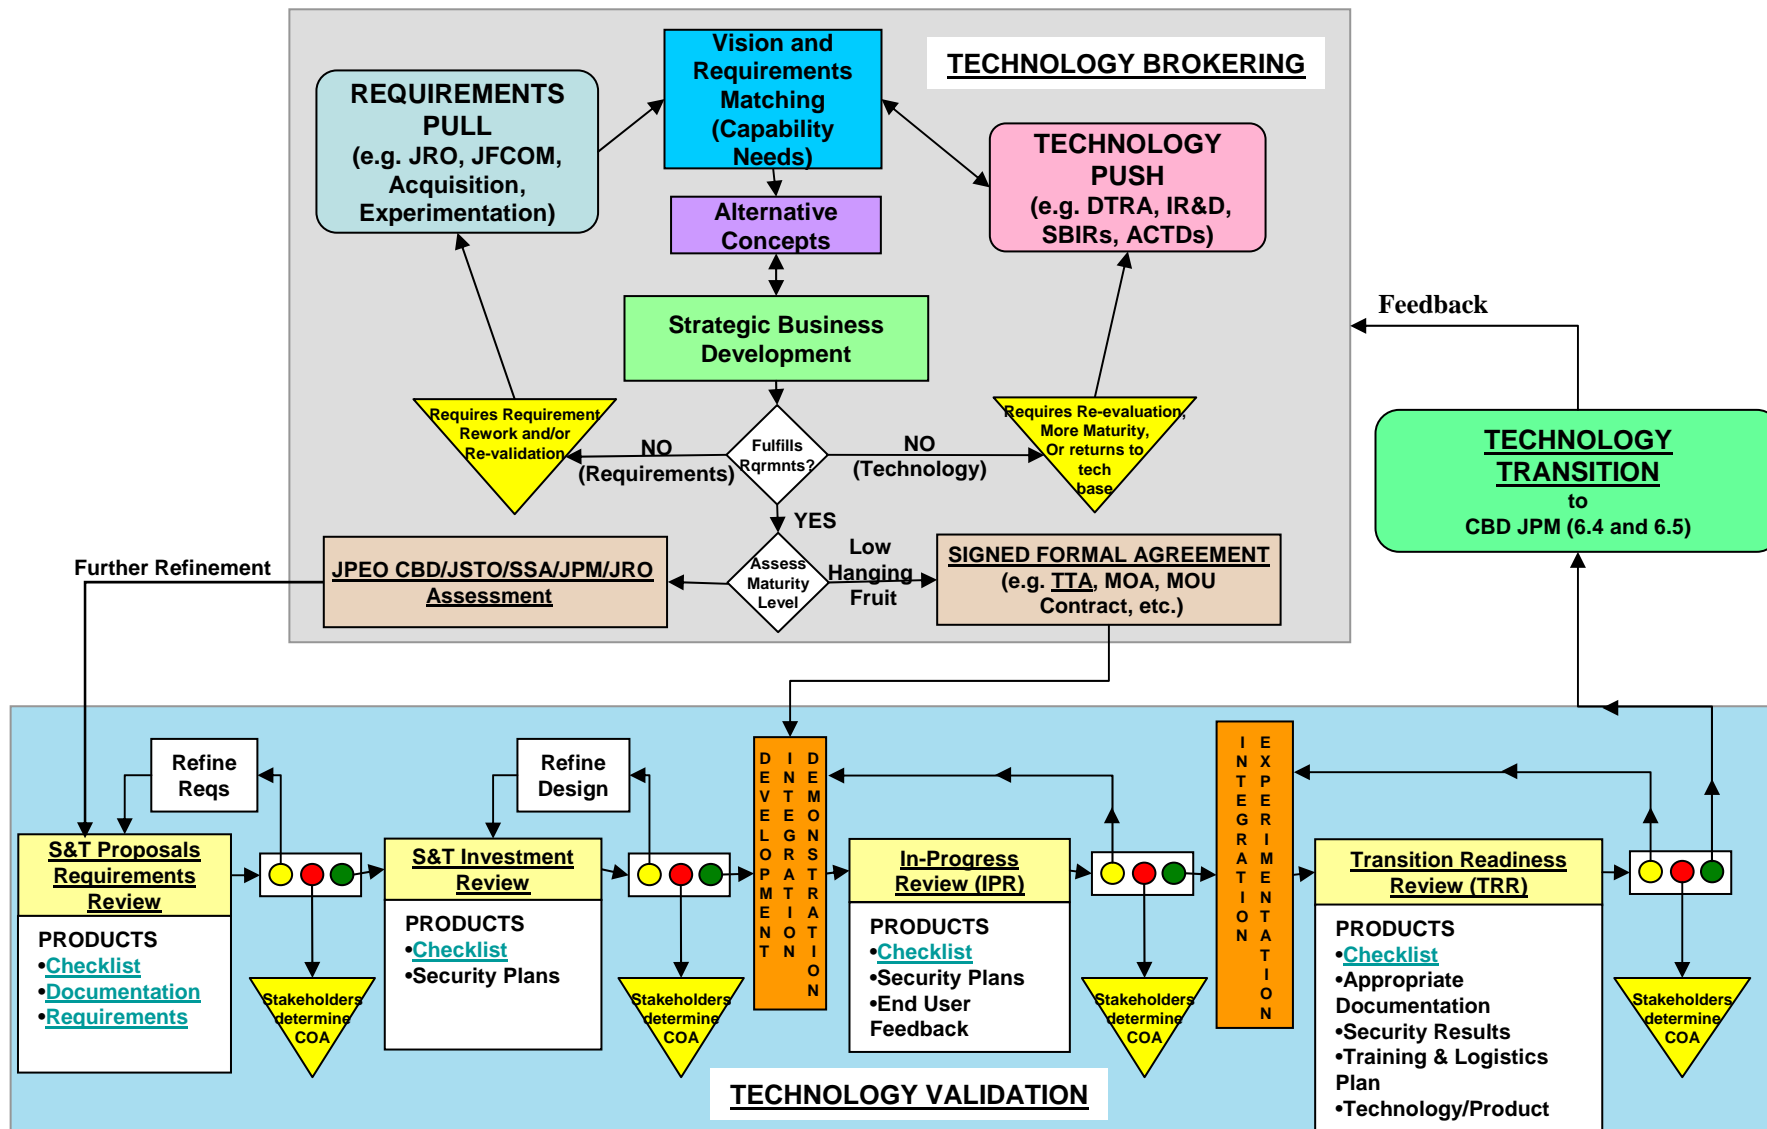 Vision and
Requirements
Matching
(Capability
Needs)
TECHNOLOGY BROKERING
REQUIREMENTS
PULL
(e.g. JRO, JFCOM,
Acquisition,
Experimentation)
TECHNOLOGY
PUSH
(e.g. DTRA, IR&D,
SBIRs, ACTDs)
Alternative
Concepts
Strategic Business
Development
Feedback
Requires Requirement
Rework and/or
Re-validation
NO
(Requirements)
Fulfills
Rqrmnts?
NO
(Technology)
Requires Re-evaluation,
More Maturity,
Or returns to
tech
base
TECHNOLOGY
TRANSITION
to
CBD JPM (6.4 and 6.5)
YES
Further Refinement
JPEO CBD/JSTO/SSA/JPM/JRO
Assessment
Assess
Maturity
Level
Low
Hanging
Fruit
SIGNED FORMAL AGREEMENT
(e.g. TTA, MOA, MOU
Contract, etc.)
Refine
Reqs
Refine
Design
DEVELOPMENT
INTEGRATION
DEMONSTRATION
INTEGRATION
EXPERIMENTATION
S&T Proposals
Requirements
Review
PRODUCTS
•Checklist
•Documentation
•Requirements
Stakeholders
determine
COA
S&T Investment
Review
PRODUCTS
•Checklist
•Security Plans
Stakeholders
determine
COA
In-Progress
Review (IPR)
PRODUCTS
•Checklist
•Security Plans
•End User
Feedback
Stakeholders
determine
COA
Transition Readiness
Review (TRR)
PRODUCTS
•Checklist
•Appropriate
Documentation
•Security Results
•Training & Logistics
Plan
•Technology/Product
Stakeholders
determine
COA
TECHNOLOGY VALIDATION